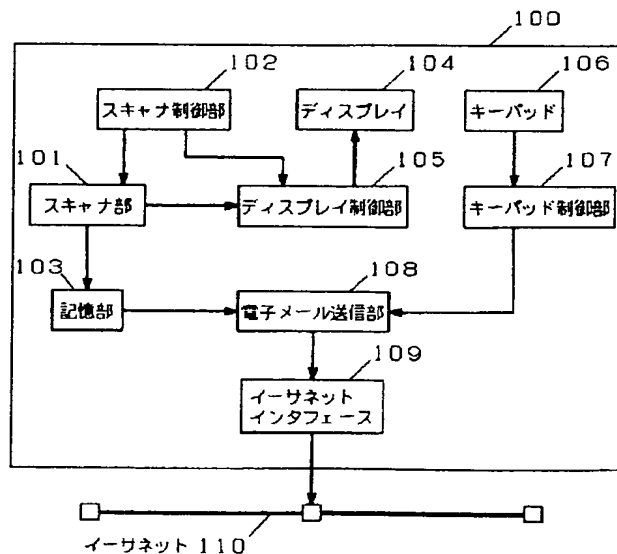 100
102
104
106
スキャナ制御部
ディスプレイ
キーパッド
101
105
107
スキャナ部
ディスプレイ制御部
キーパッド制御部
103
108
記憶部
電子メール送信部
109
イーサネット
インタフェース
イーサネット 110